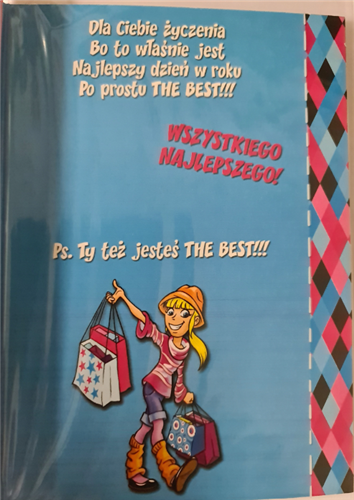 Dla Ciebie życzenia
Bo to właśnie jest
Najlepszy dzień w roku
Po prostu THE BEST!!!
WSZYSTKIEGO
NAJLEPSZEGO!
Ps. Ty też jesteś THE BEST!!!